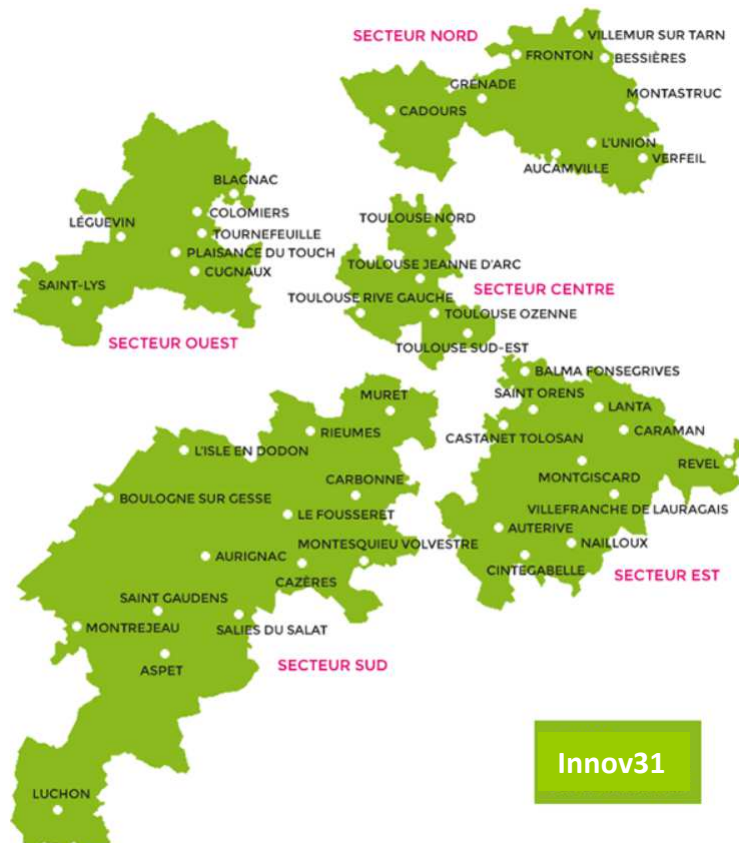 SECTEUR NORD
VILLEMUR SUR TARN
FRONTON
BESSIÈRES
GRENADE
MONTASTRUC
CADOURS
L'UNION
AUCAMVILLE
VERFEIL
BLAGNAC
COLOMIERS
LÉGUEVIN
TOURNEFEUILLE
PLAISANCE DU TOUCH
CUGNAUX
SAINT-LYS
SECTEUR OUEST
TOULOUSE NORD
TOULOUSE JEANNE D'ARC
SECTEUR CENTRE
TOULOUSE RIVE GAUCHE
TOULOUSE OZENNE
TOULOUSE SUD-EST
BALMA FONSEGRIVES
SAINT ORENS
LANTA
CASTANET TOLOSAN
CARAMAN
REVEL
MONTGISCARD
VILLEFRANCHE DE LAURAGAIS
AUTERIVE
NAILLOUX
CINTEGABELLE
SECTEUR EST
MURET
RIEUMES
L'ISLE EN DODON
CARBONNE
BOULOGNE SUR GESSE
LE FOUSSERET
MONTESQUIEU VOLVESTRE
AURIGNAC
CAZÈRES
SAINT GAUDENS
MONTREJEAU
SALIES DU SALAT
ASPET
SECTEUR SUD
LUCHON
Innov31